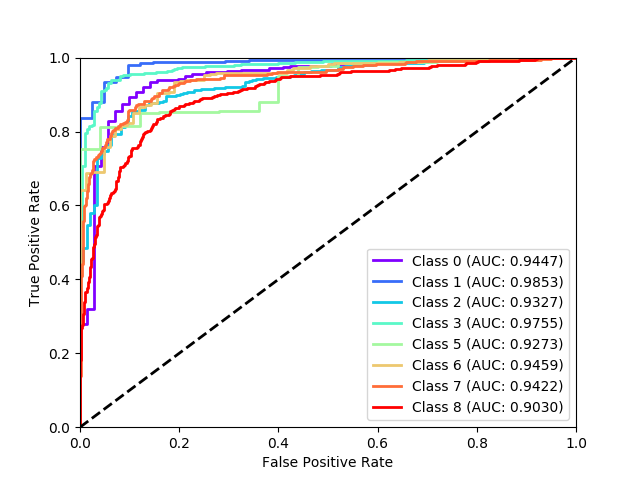 1.0
0.8
0.6
0.4
0.2
0.0
True Positive Rate
Class 0 (AUC: 0.9447)
Class 1 (AUC: 0.9853)
Class 2 (AUC: 0.9327)
Class 3 (AUC: 0.9755)
Class 5 (AUC: 0.9273)
Class 6 (AUC: 0.9459)
Class 7 (AUC: 0.9422)
Class 8 (AUC: 0.9030)
0.0 0.2 0.4 0.6 0.8 1.0
False Positive Rate